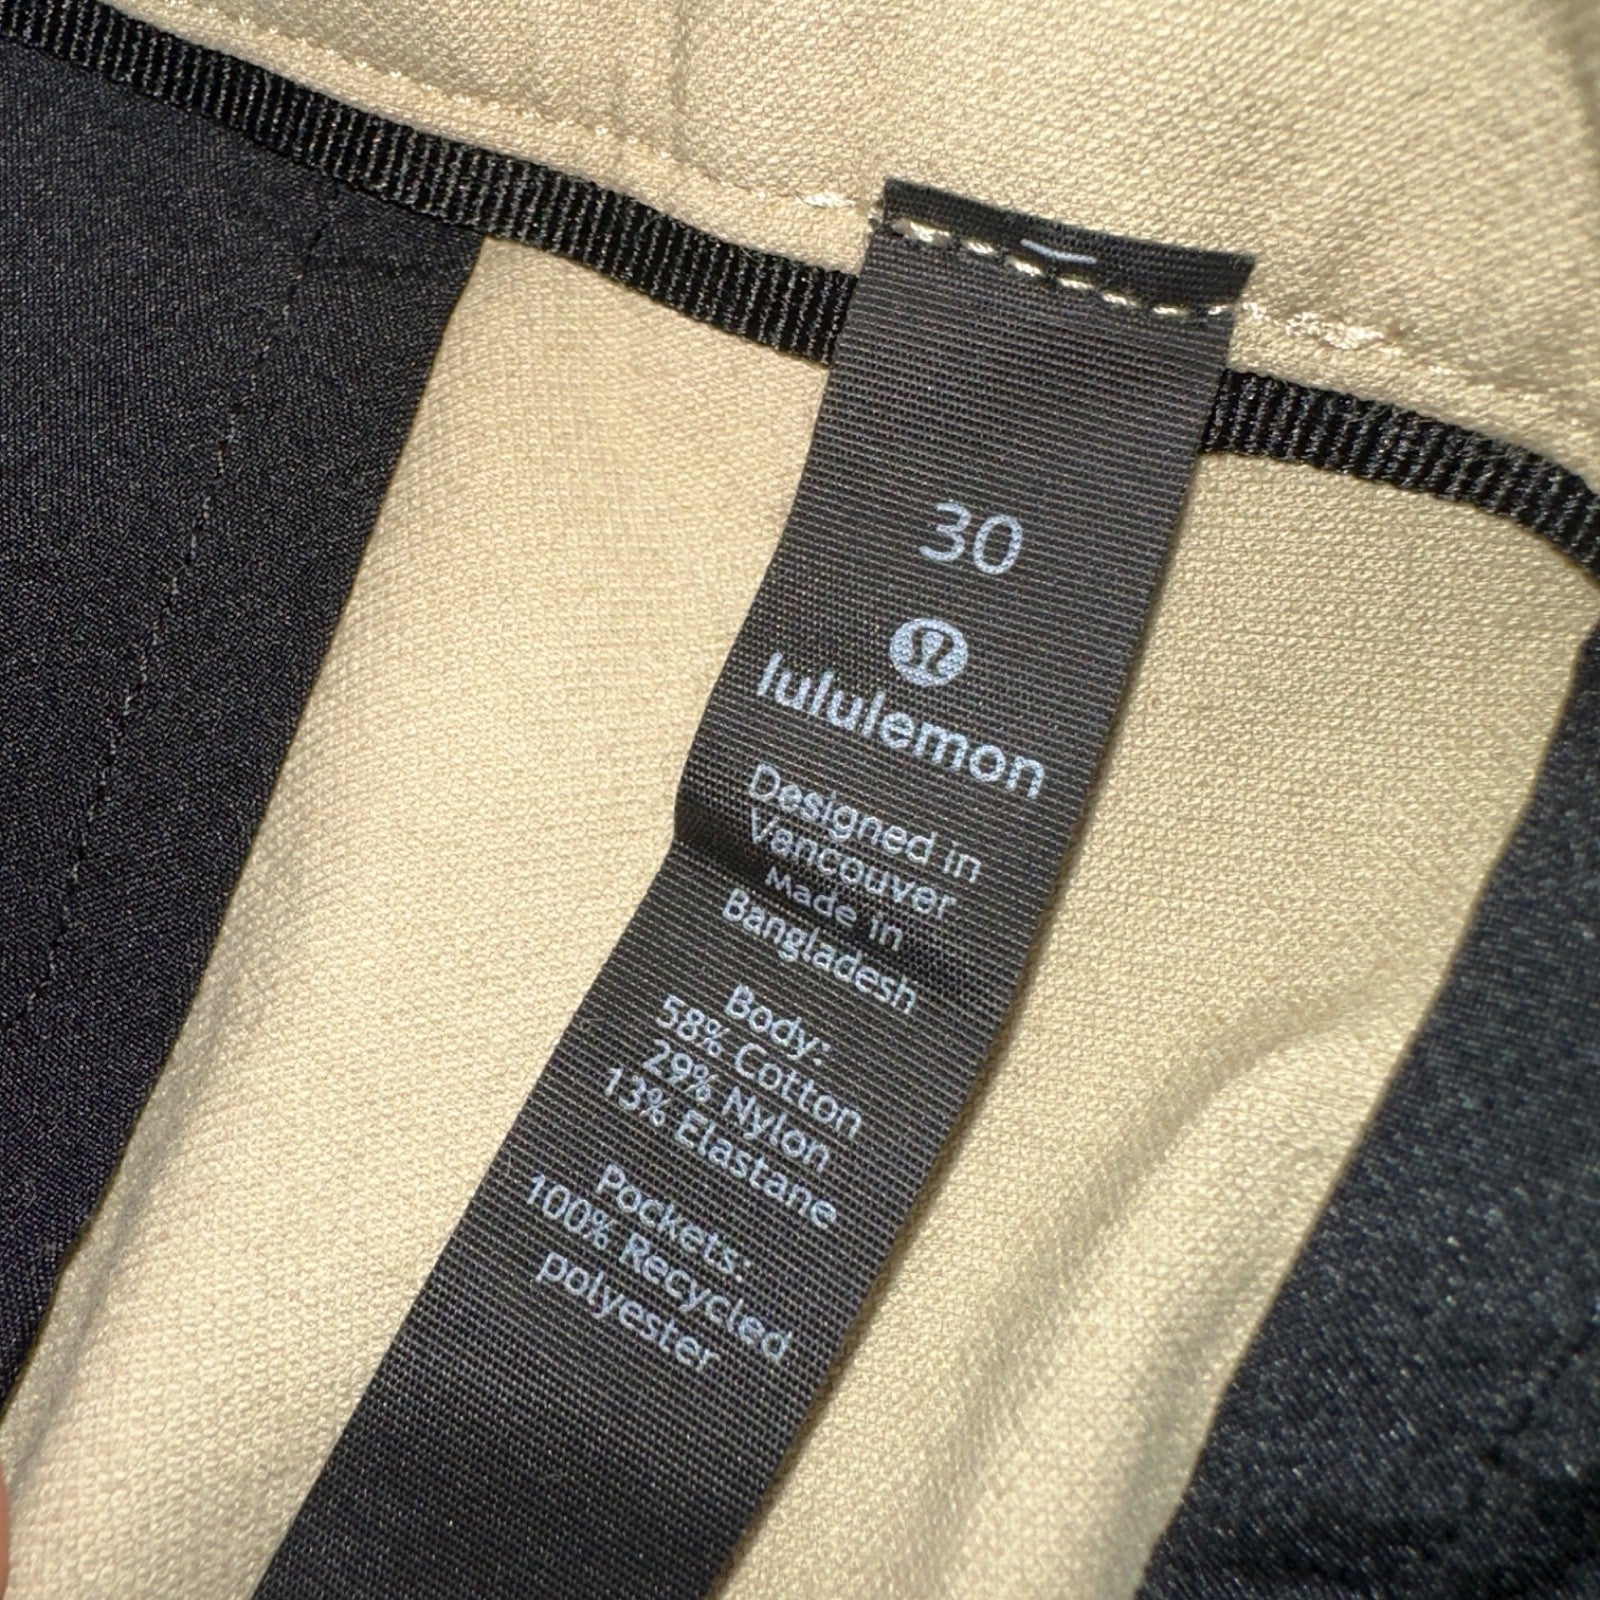 30
lululemon
Designed in
Vancouver
Made in
Bangladesh
Body:
58% Cotton
29% Nylon
13% Elastane
Pockets:
100% Recycled
polyester